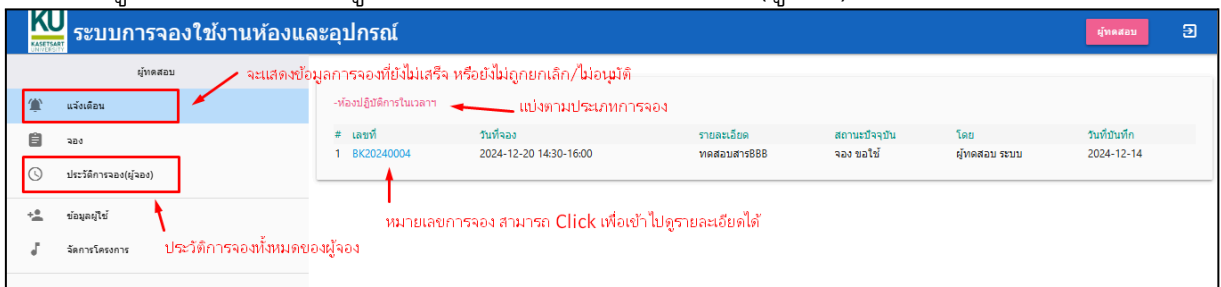 KU
KASETSART
UNIVERSITY
ระบบการจองใช้งานห้องและอุปกรณ์
ผู้ทดสอบ
ผู้ทดสอบ
จะแสดงข้อมูลการจองที่ยังไม่เสร็จ หรือยังไม่ถูกยกเลิก/ไม่อนุมัติ
แจ้งเตือน
-ห้องปฏิบัติการในเวลาฯ
แบ่งตามประเภทการจอง
จอง
# เลขที่ วันที่จอง รายละเอียด สถานะปัจจุบัน โดย วันที่บันทึก
1 BK20240004 2024-12-20 14:30-16:00 ทดสอบสารBBB จอง ขอใช้ ผู้ทดสอบ ระบบ 2024-12-14
ประวัติการจอง(ผู้จอง)
ข้อมูลผู้ใช้
หมายเลขการจอง สามารถ Click เพื่อเข้าไปดูรายละเอียดได้
จัดการโครงการ
ประวัติการจองทั้งหมดของผู้จอง